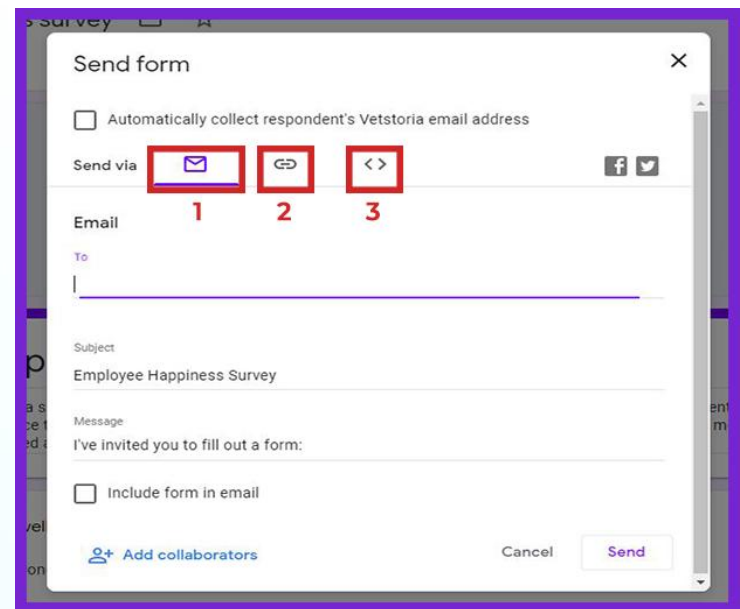 s survey
Send form
Automatically collect respondent's Vetstoria email address
Send via
1 2 3
Email
To
Subject
Employee Happiness Survey
Message
I've invited you to fill out a form:
Include form in email
Add collaborators
Cancel Send